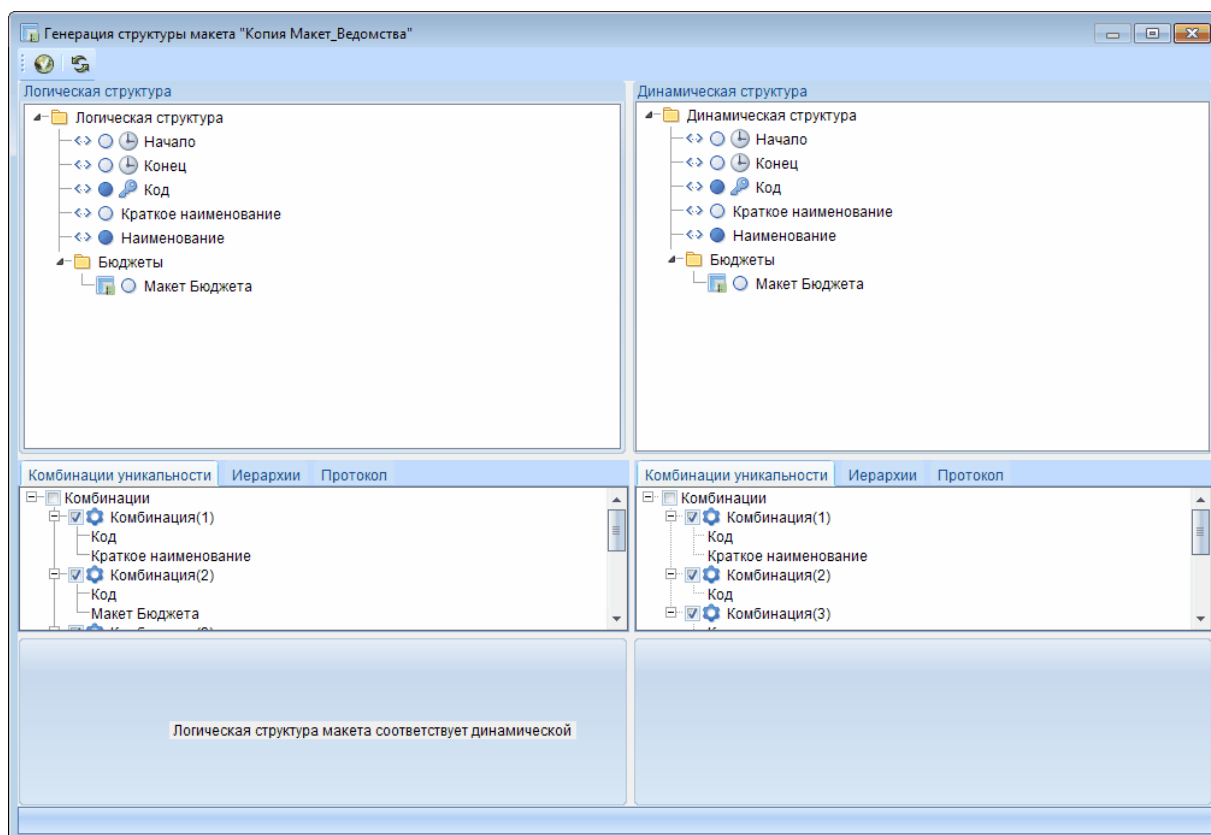 Генерация структуры макета "Копия Макет_Ведомства"
Логическая структура
Логическая структура
Начало
Конец
Код
Краткое наименование
Наименование
Бюджеты
Макет Бюджета
Динамическая структура
Динамическая структура
Начало
Конец
Код
Краткое наименование
Наименование
Бюджеты
Макет Бюджета
Комбинации уникальности Иерархии Протокол
Комбинации
Комбинация(1)
Код
Краткое наименование
Комбинация(2)
Код
Макет Бюджета
Комбинации уникальности Иерархии Протокол
Комбинации
Комбинация(1)
Код
Краткое наименование
Комбинация(2)
Код
Комбинация(3)
Логическая структура макета соответствует динамической